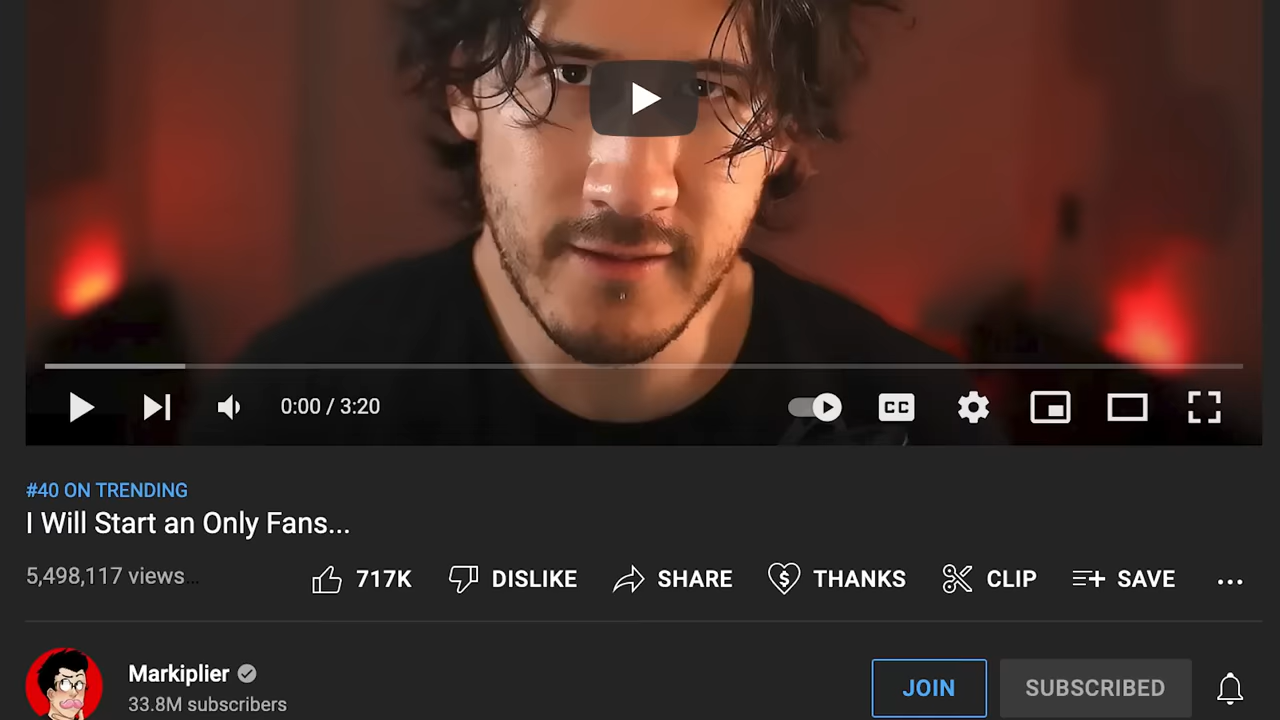 0:00 / 3:20
CC
#40 ON TRENDING
I Will Start an Only Fans...
5,498,117 views...
717K
DISLIKE
SHARE
$
THANKS
CLIP
SAVE
...
Markiplier
33.8M subscribers
JOIN
SUBSCRIBED